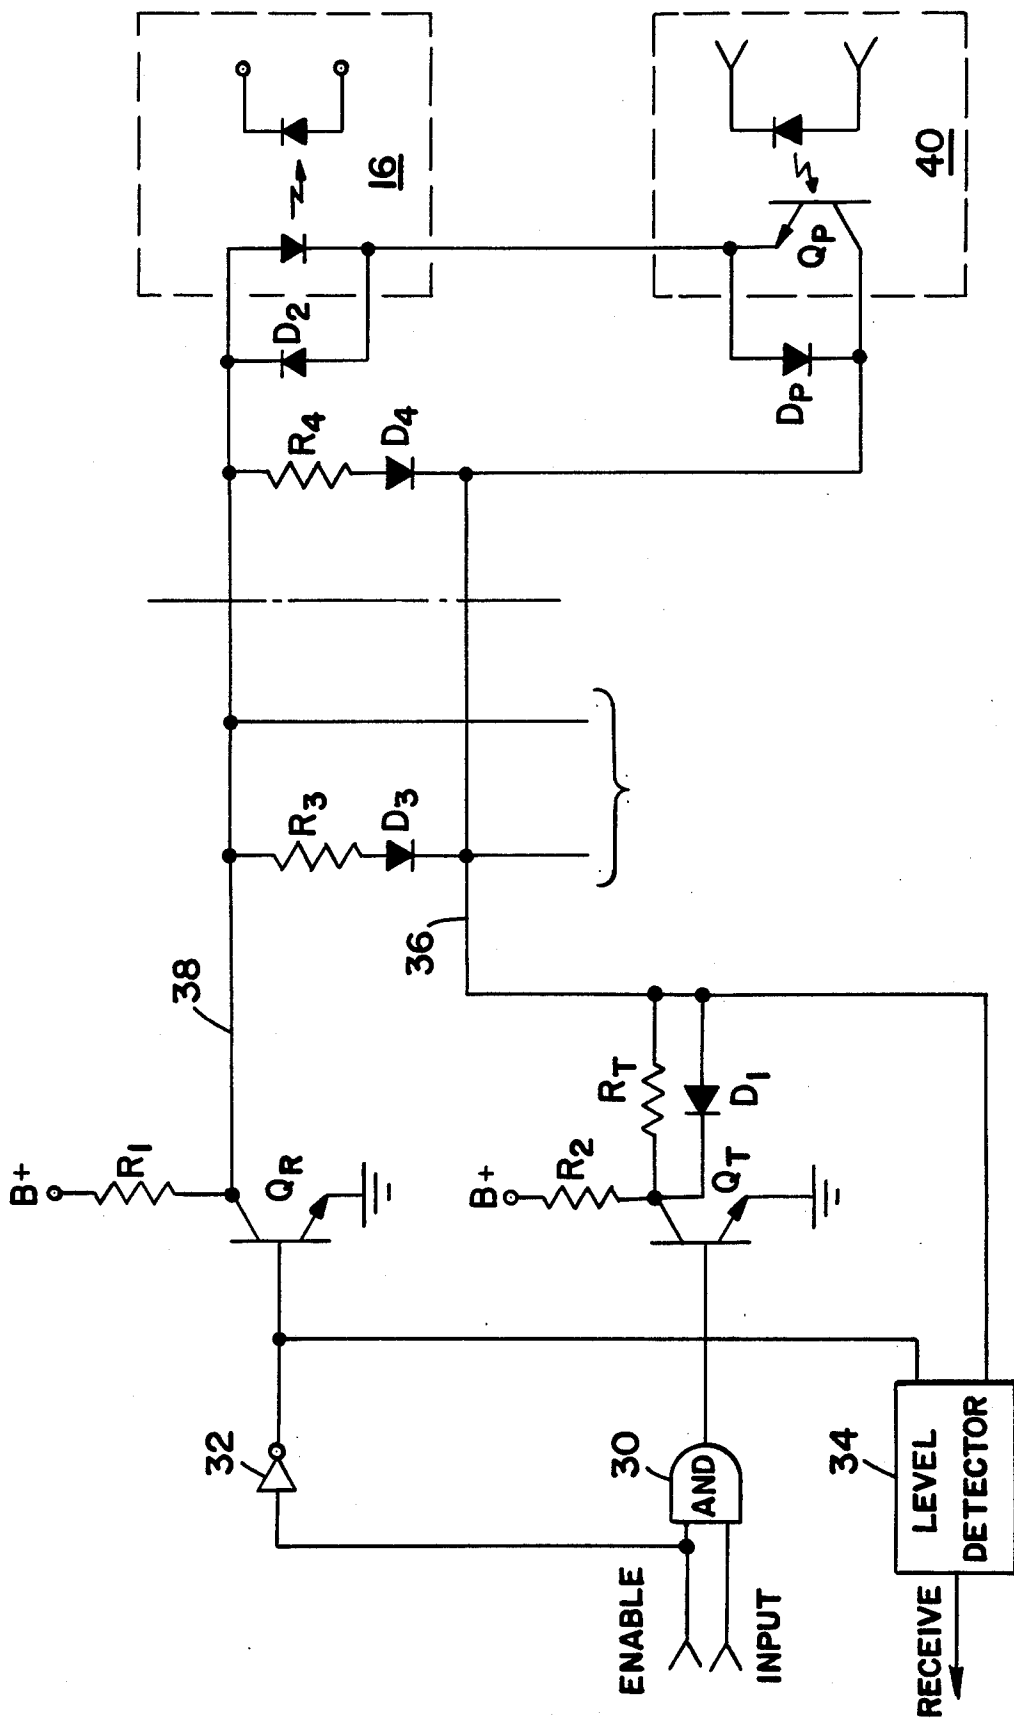 B+
R1
QR
38
R3
D3
R4
D4
D2
16
32
36
B+
R2
RT
D1
QT
ENABLE
INPUT
30
AND
34
LEVEL
DETECTOR
RECEIVE
DP
QP
40